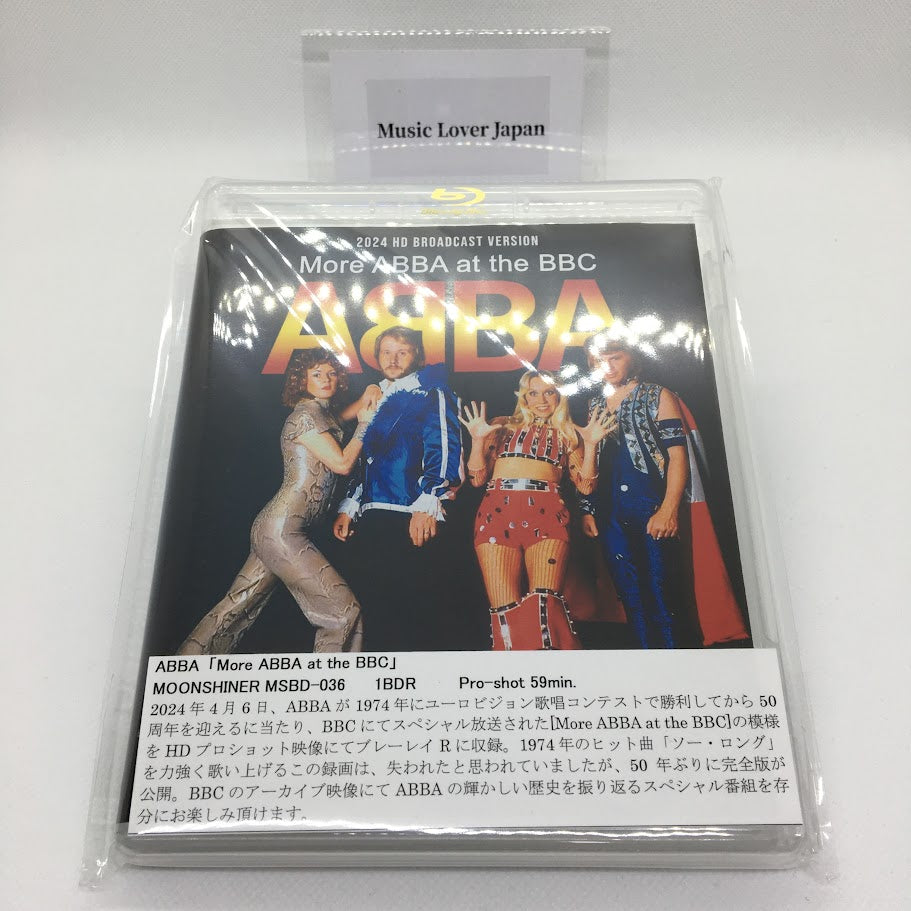 Music Lover Japan
2024 HD BROADCAST VERSION
More ABBA at the BBC
ABBA
ABBA「More ABBA at the BBC」
MOONSHINER MSBD-036 1BDR Pro-shot 59min.
2024年4月6日、ABBAが1974年にユーロビジョン歌唱コンテストで勝利してから50
周年を迎えるに当たり、BBCにてスペシャル放送された[More ABBA at the BBC]の模様
をHDプロショット映像にてブルーレイRに収録。1974年のヒット曲「ソー・ロング」
を力強く歌い上げるこの録画は、失われたと思われていましたが、50年ぶりに完全版が
公開。BBCのアーカイブ映像にてABBAの輝かしい歴史を振り返るスペシャル番組を存
分にお楽しみ頂けます。